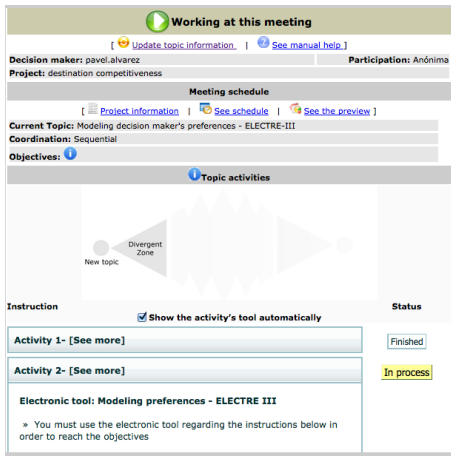 Working at this meeting
[ Update topic information | See manual help ]
Decision maker: pavel.alvarez Participation: Anónima
Project: destination competitiveness
Meeting schedule
[ Project information | See schedule | See the preview ]
Current Topic: Modeling decision maker's preferences - ELECTRE-III
Coordination: Sequential
Objectives:
Topic activities
Divergent
Zone
New topic
Instruction Status
Show the activity's tool automatically
Activity 1- [See more] Finished
Activity 2- [See more] In process
Electronic tool: Modeling preferences - ELECTRE III
» You must use the electronic tool regarding the instructions below in
order to reach the objectives